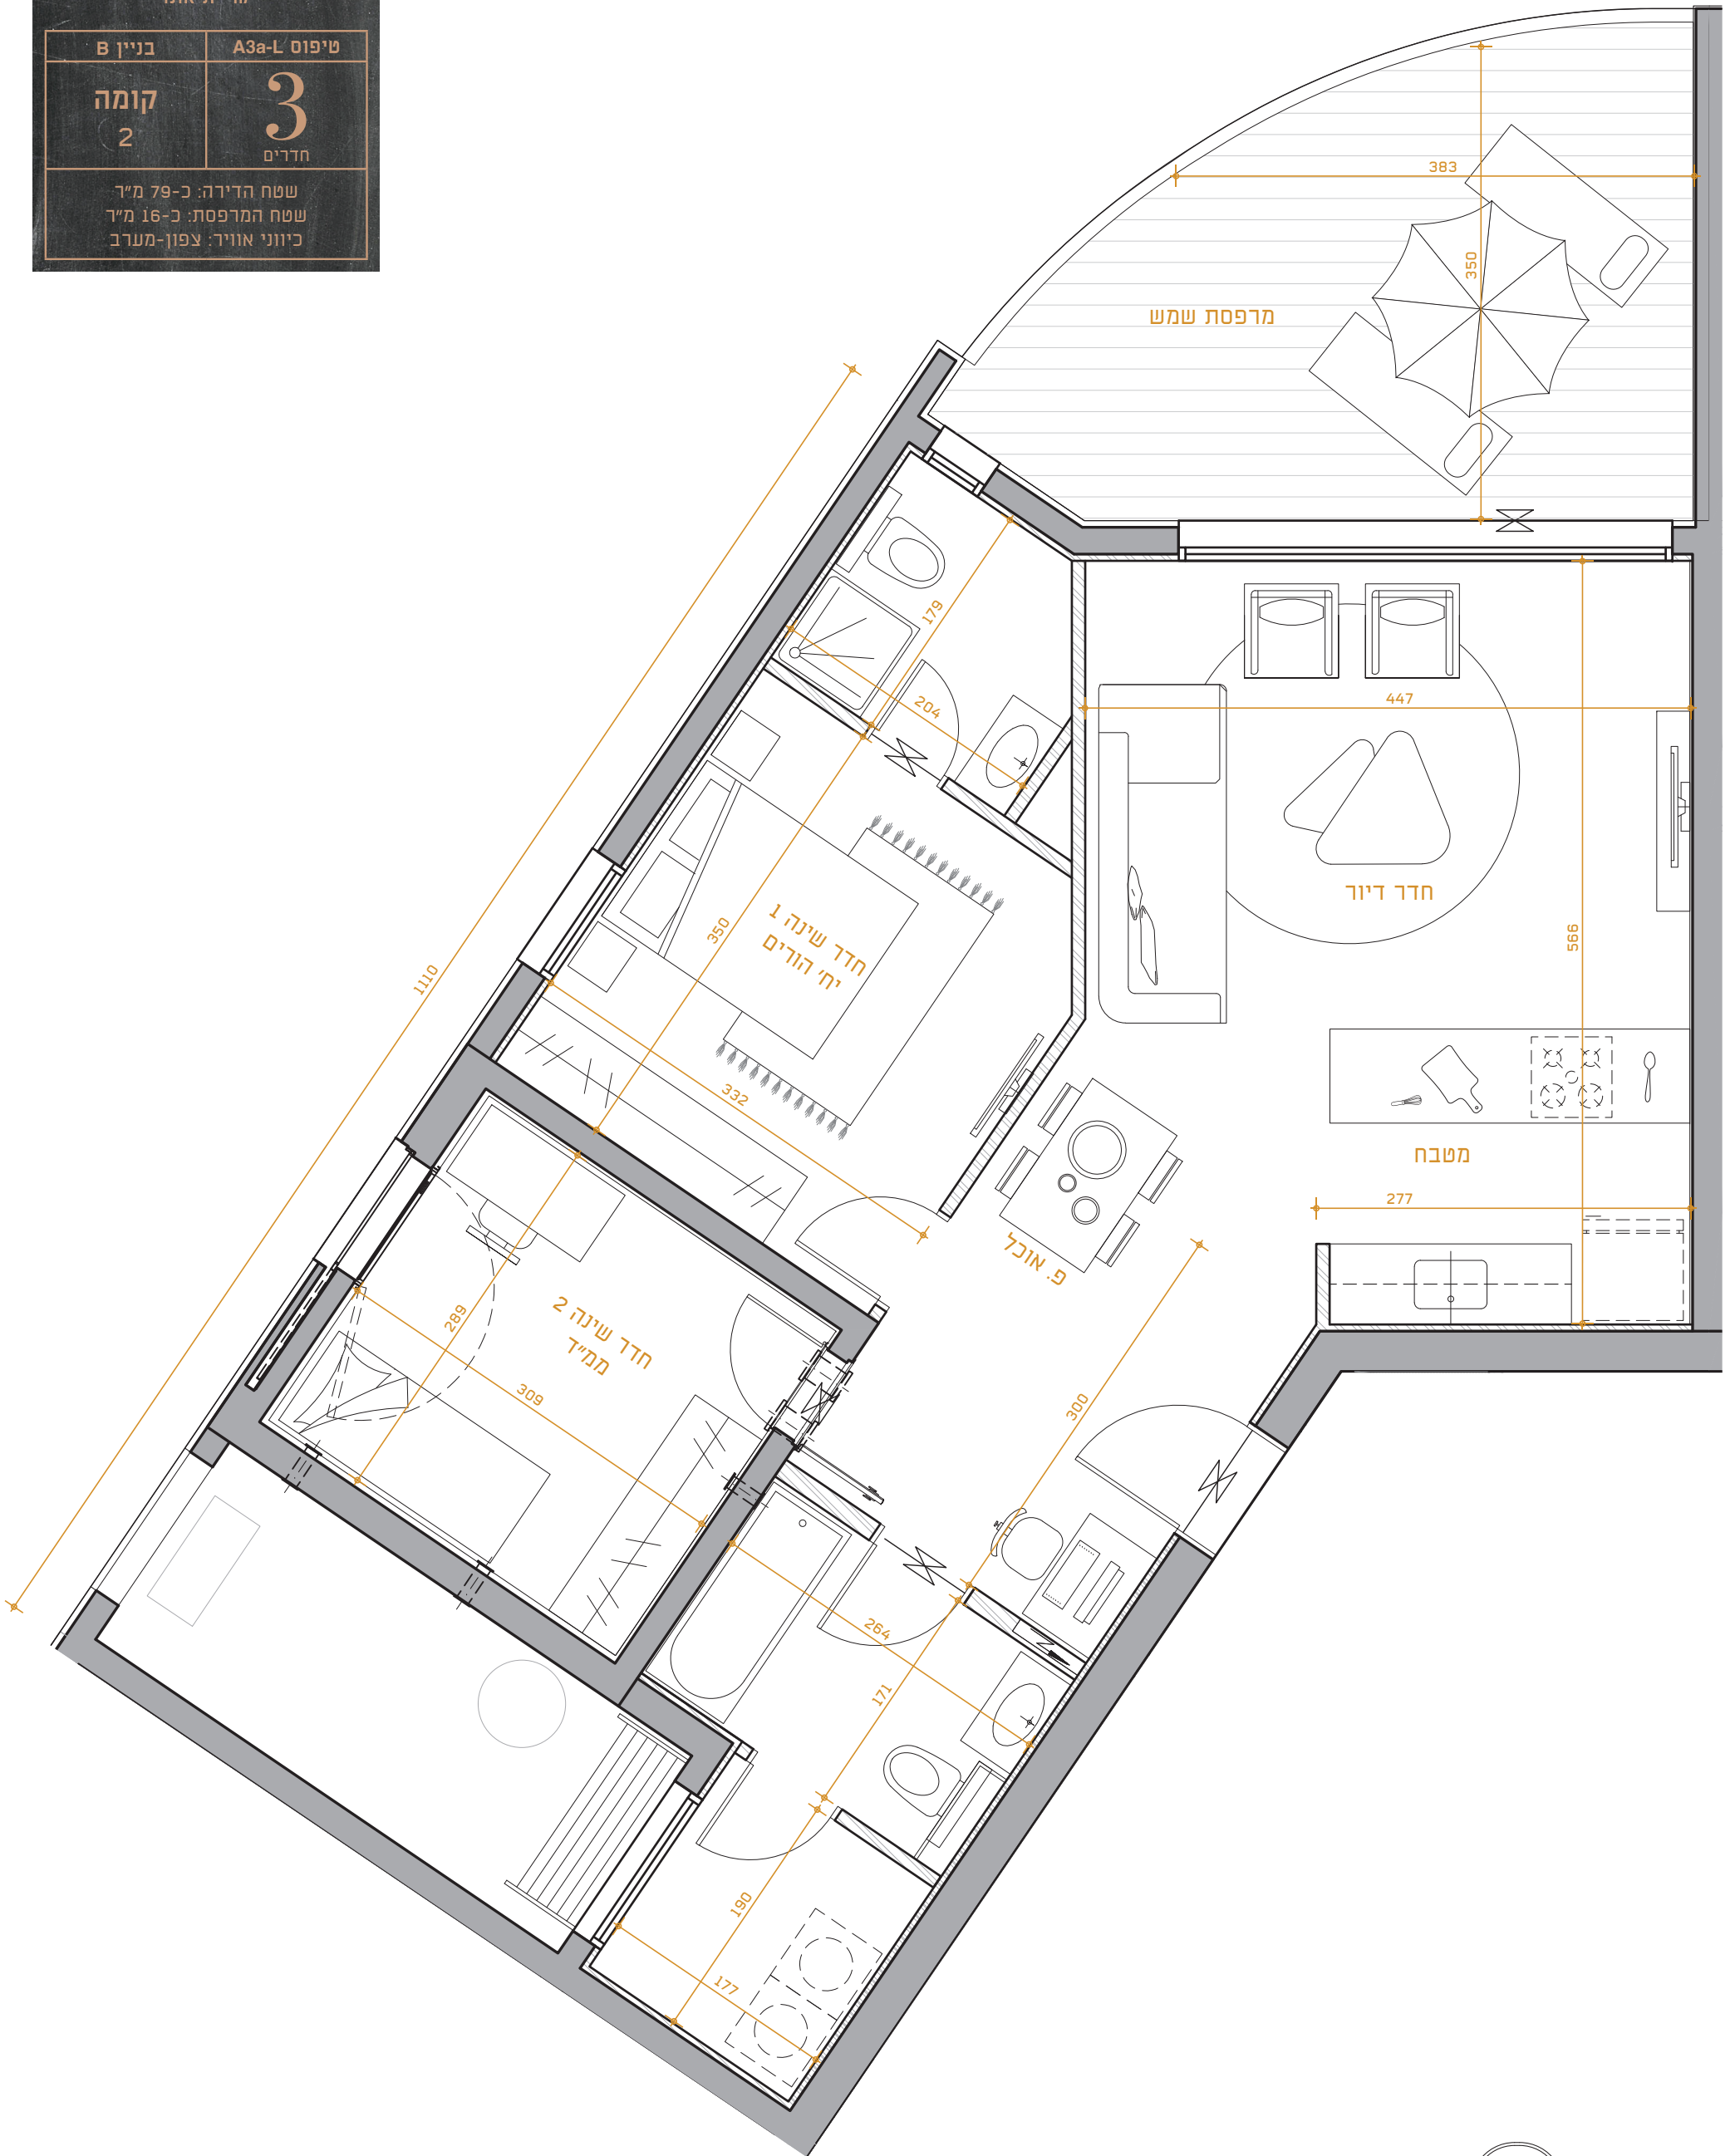 טיפוס A3a-L
בניין B
3
חדרים
קומה
2
שטח הדירה: כ-79 מ״ר
שטח המרפסת: כ-16 מ״ר
כיווני אוויר: צפון-מערב
383
350
מרפסת שמש
179
204
447
חדר דיור
566
350
חדר שינה 1
יח׳ הורים
1110
332
מטבח
277
פ. אוכל
289
חדר שינה 2
ממ״ד
309
300
264
171
190
177